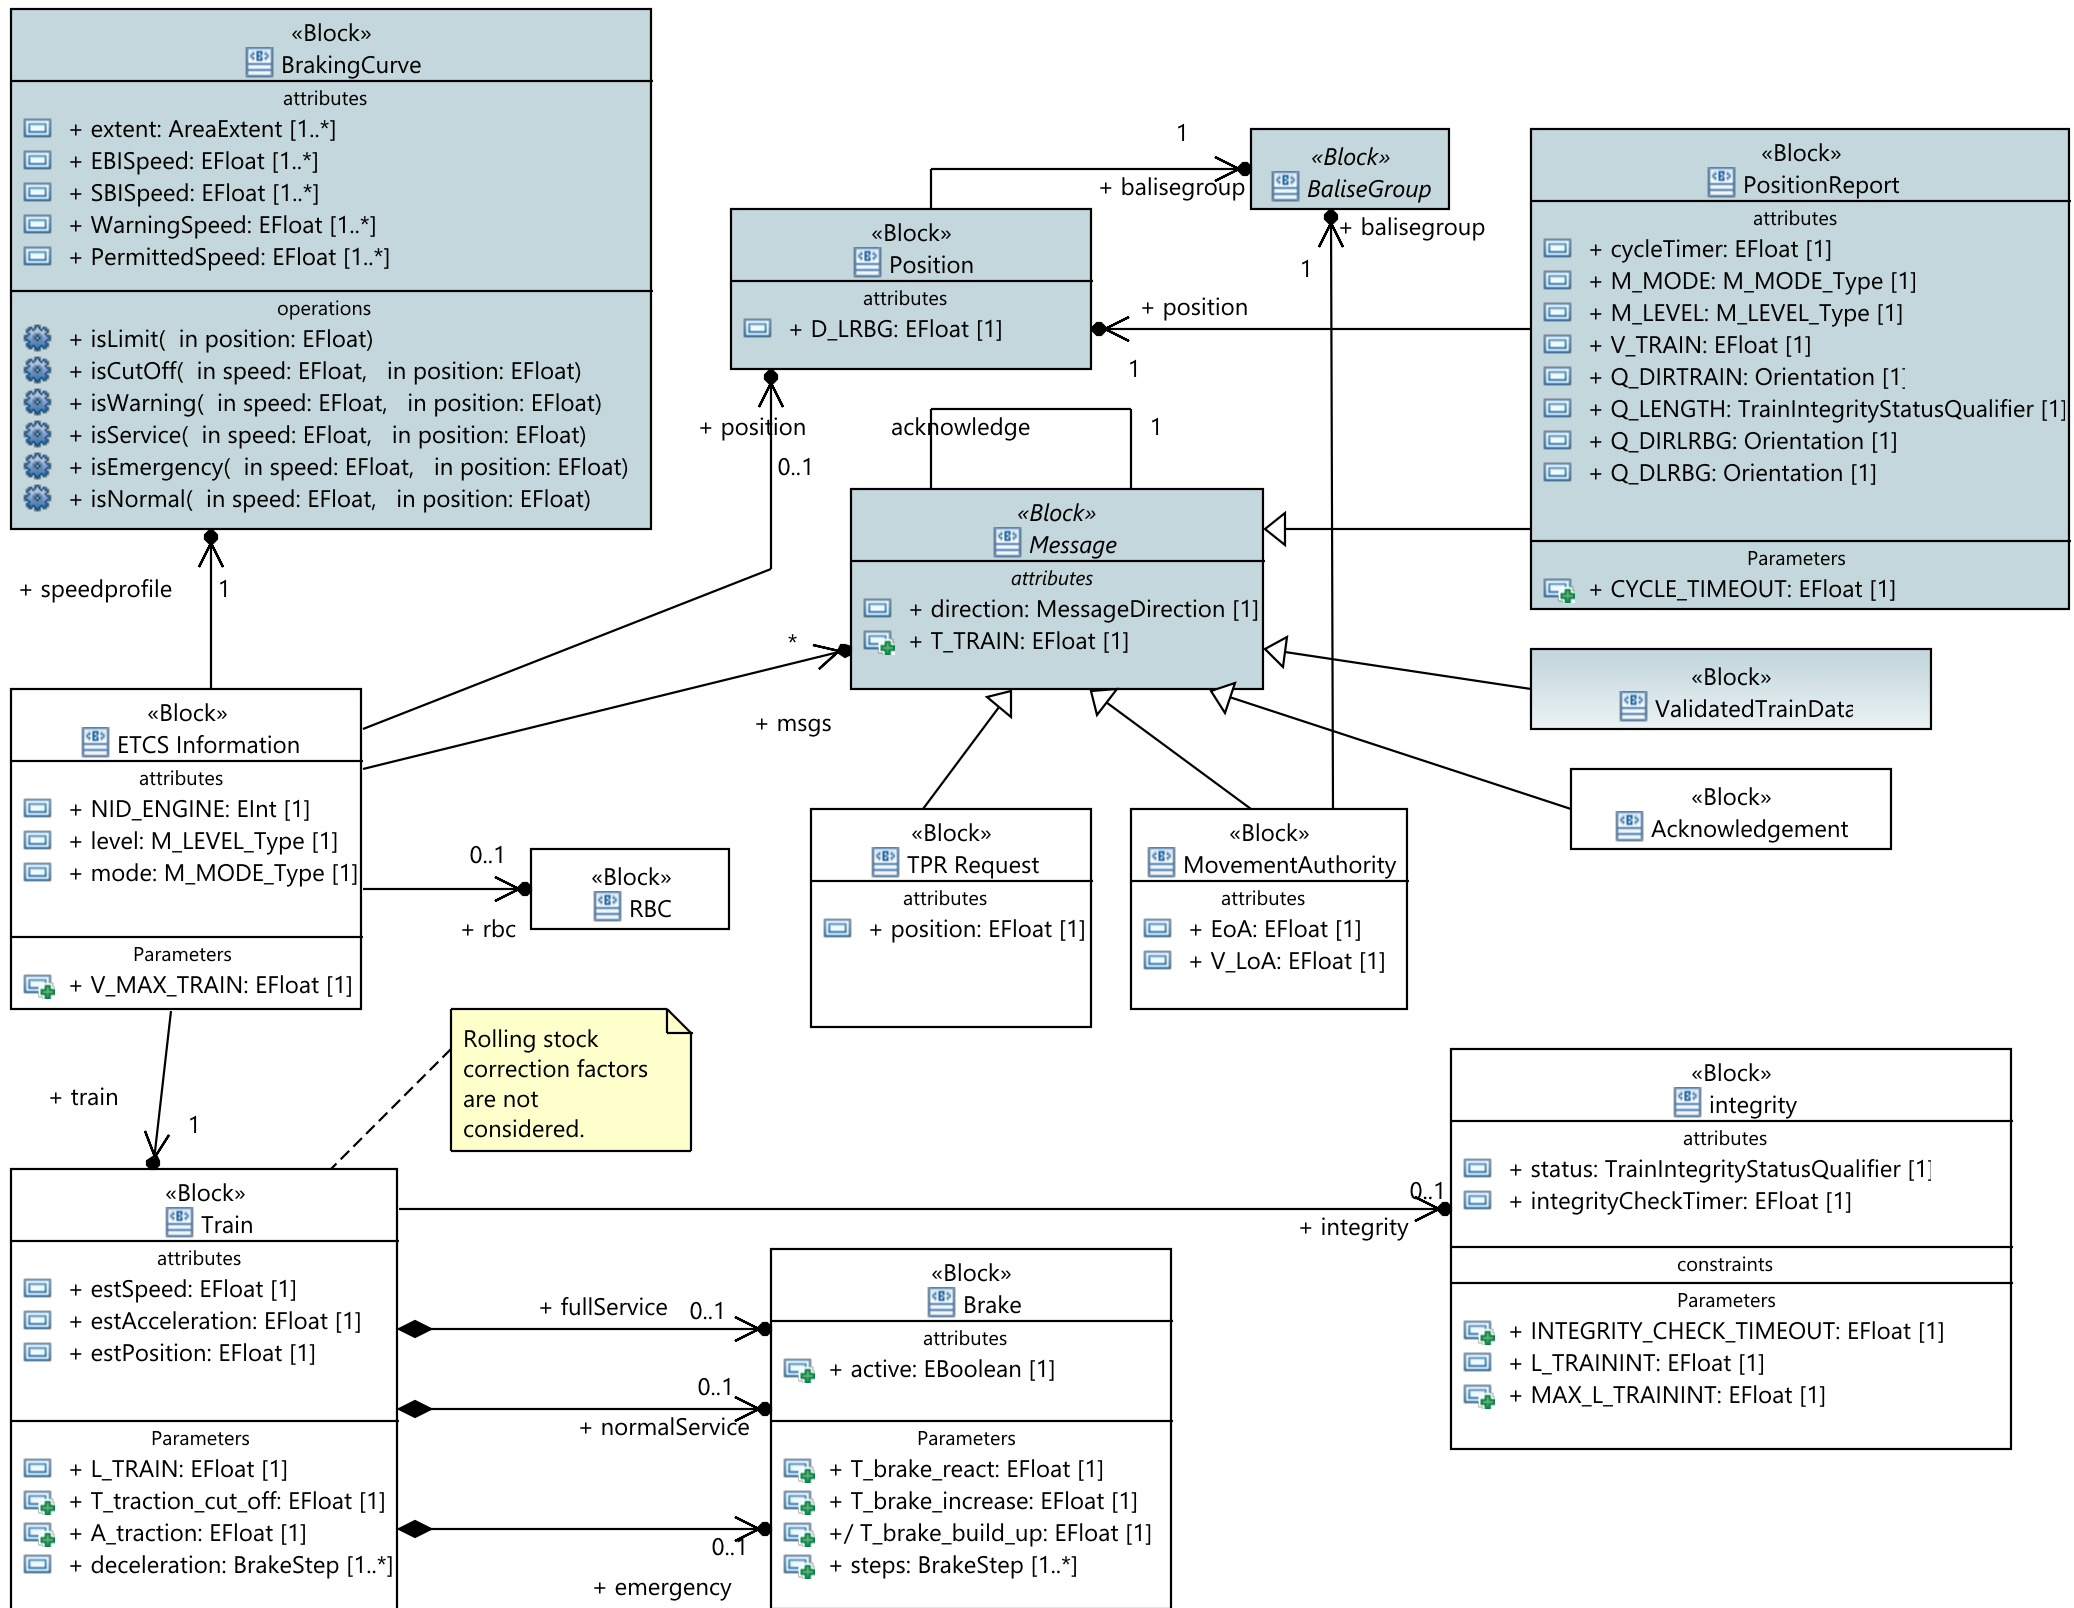 «Block»
BrakingCurve
attributes
+ extent: AreaExtent [1..*]
+ EBISpeed: EFloat [1..*]
+ SBISpeed: EFloat [1..*]
+ WarningSpeed: EFloat [1..*]
+ PermittedSpeed: EFloat [1..*]
operations
+ isLimit( in position: EFloat)
+ isCutOff( in speed: EFloat, in position: EFloat)
+ isWarning( in speed: EFloat, in position: EFloat)
+ isService( in speed: EFloat, in position: EFloat)
+ isEmergency( in speed: EFloat, in position: EFloat)
+ isNormal( in speed: EFloat, in position: EFloat)
1
+ balisegroup
«Block»
BaliseGroup
+ balisegroup
1
«Block»
Position
attributes
+ D_LRBG: EFloat [1]
+ position
1
«Block»
PositionReport
attributes
+ cycleTimer: EFloat [1]
+ M_MODE: M_MODE_Type [1]
+ M_LEVEL: M_LEVEL_Type [1]
+ V_TRAIN: EFloat [1]
+ Q_DIRTRAIN: Orientation [1]
+ Q_LENGTH: TrainIntegrityStatusQualifier [1]
+ Q_DIRLRBG: Orientation [1]
+ Q_DLRBG: Orientation [1]
Parameters
+ CYCLE_TIMEOUT: EFloat [1]
+ position
0..1
acknowledge
1
«Block»
Message
attributes
+ direction: MessageDirection [1]
+ T_TRAIN: EFloat [1]
+ speedprofile
1
*
+ msgs
«Block»
ValidatedTrainData
«Block»
Acknowledgement
«Block»
ETCS Information
attributes
+ NID_ENGINE: EInt [1]
+ level: M_LEVEL_Type [1]
+ mode: M_MODE_Type [1]
Parameters
+ V_MAX_TRAIN: EFloat [1]
0..1
+ rbc
«Block»
RBC
«Block»
TPR Request
attributes
+ position: EFloat [1]
«Block»
MovementAuthority
attributes
+ EoA: EFloat [1]
+ V_LoA: EFloat [1]
Rolling stock
correction factors
are not
considered.
+ train
1
«Block»
Train
attributes
+ estSpeed: EFloat [1]
+ estAcceleration: EFloat [1]
+ estPosition: EFloat [1]
Parameters
+ L_TRAIN: EFloat [1]
+ T_traction_cut_off: EFloat [1]
+ A_traction: EFloat [1]
+ deceleration: BrakeStep [1..*]
0..1
+ integrity
+ fullService
0..1
0..1
+ normalService
0..1
+ emergency
«Block»
Brake
attributes
+ active: EBoolean [1]
Parameters
+ T_brake_react: EFloat [1]
+ T_brake_increase: EFloat [1]
+/ T_brake_build_up: EFloat [1]
+ steps: BrakeStep [1..*]
«Block»
integrity
attributes
+ status: TrainIntegrityStatusQualifier [1]
+ integrityCheckTimer: EFloat [1]
constraints
Parameters
+ INTEGRITY_CHECK_TIMEOUT: EFloat [1]
+ L_TRAININT: EFloat [1]
+ MAX_L_TRAININT: EFloat [1]